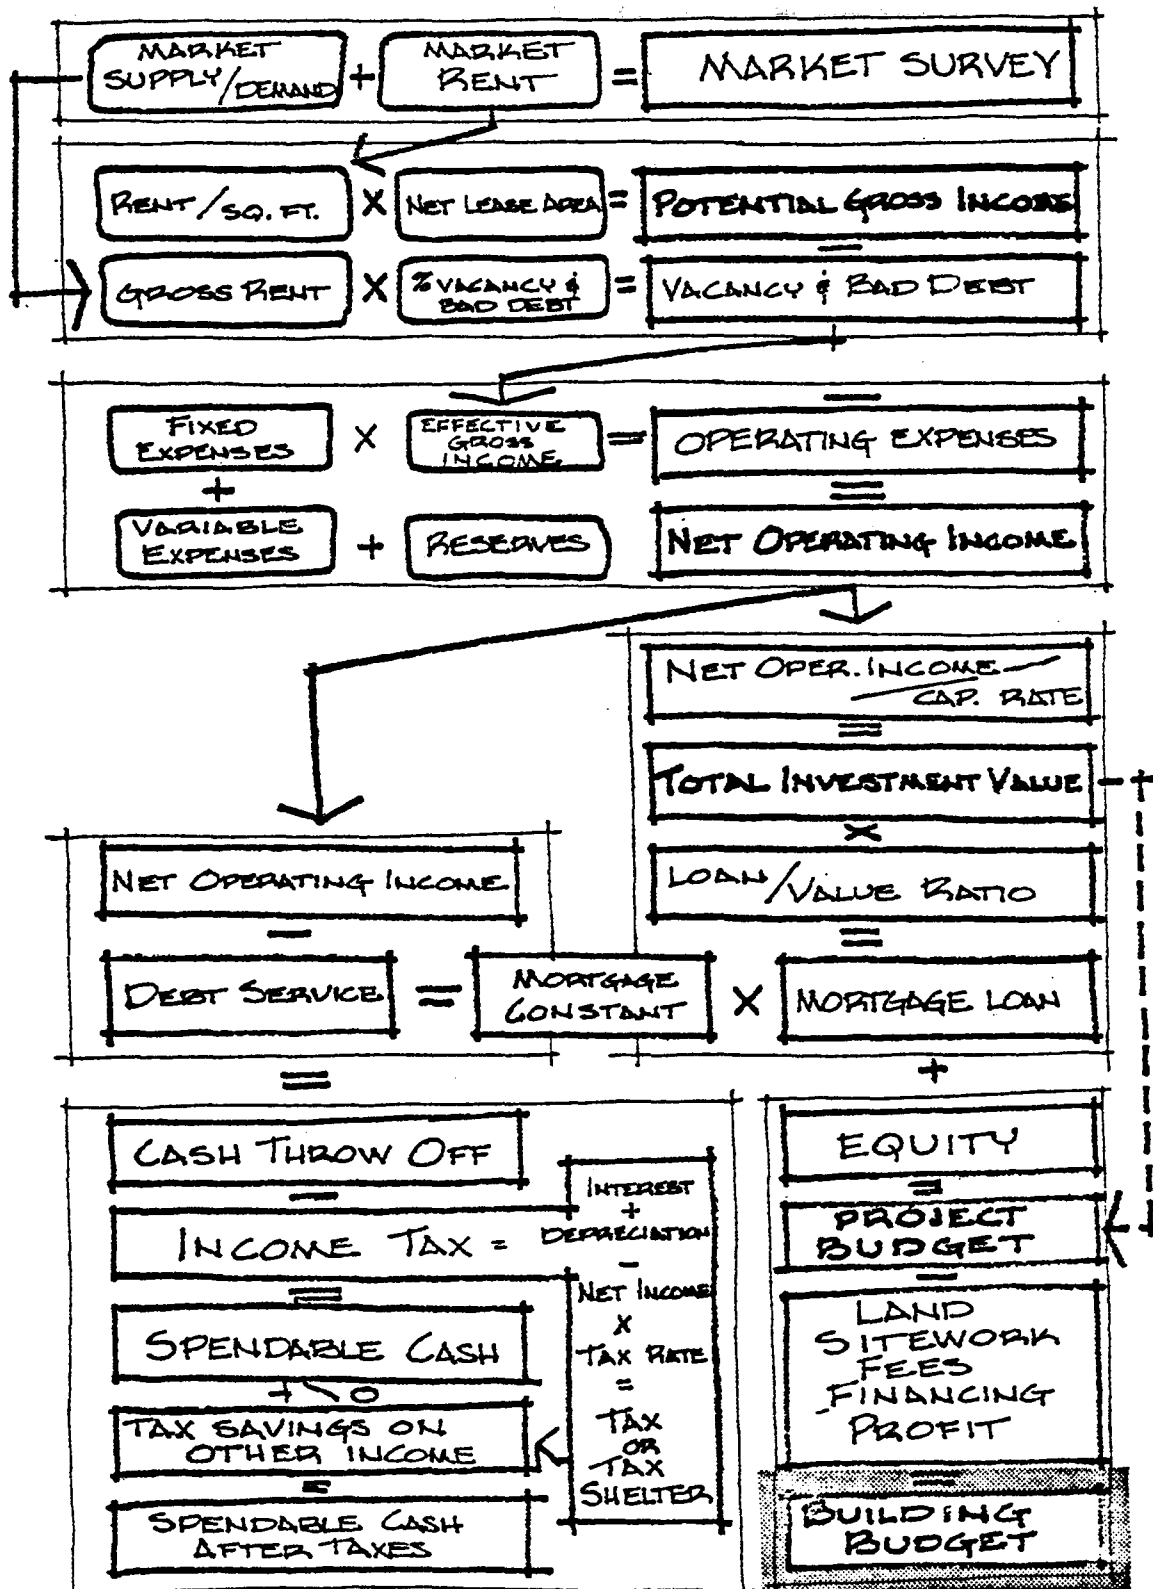 MARKET SUPPLY/DEMAND + MARKET RENT = MARKET SURVEY
RENT/SQ. FT. X NET LEASE AREA = POTENTIAL GROSS INCOME
—
GROSS RENT X % VACANCY & BAD DEBT = VACANCY & BAD DEBT
—
FIXED EXPENSES X EFFECTIVE GROSS INCOME = OPERATING EXPENSES
+ =
VARIABLE EXPENSES + RESERVES NET OPERATING INCOME
NET OPER. INCOME / CAP. RATE
=
TOTAL INVESTMENT VALUE
X
LOAN/VALUE RATIO
=
NET OPERATING INCOME
—
DEBT SERVICE = MORTGAGE CONSTANT X MORTGAGE LOAN
= +
CASH THROW OFF
—
INCOME TAX =
=
SPENDABLE CASH
+ \ O
TAX SAVINGS ON
OTHER INCOME
=
SPENDABLE CASH
AFTER TAXES
INTEREST
+
DEPRECIATION
-
NET INCOME
X
TAX RATE
=
TAX
OR
TAX
SHELTER
EQUITY
=
PROJECT
BUDGET
—
LAND
SITEWORK
FEES
FINANCING
PROFIT
=
BUILDING
BUDGET